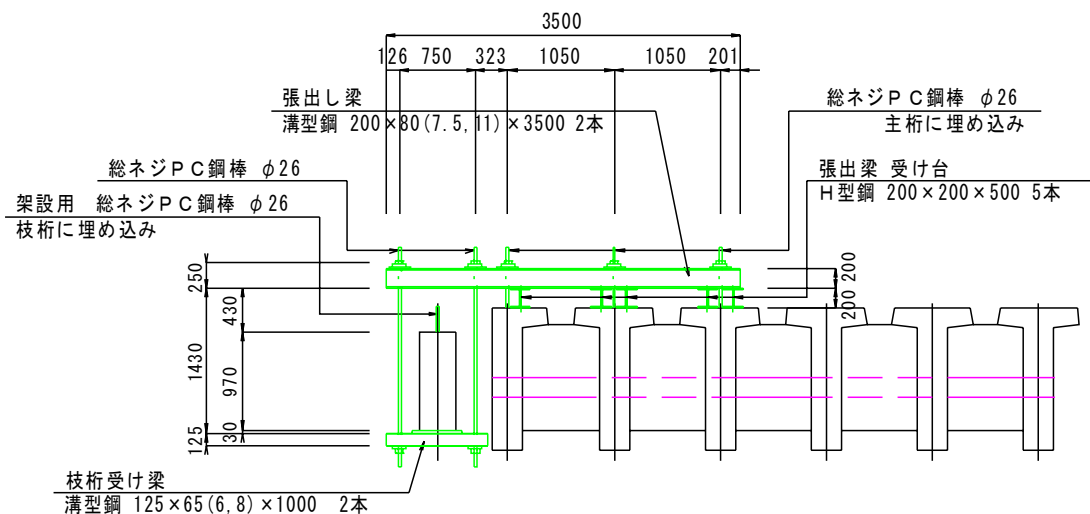 3500
126 750 323 1050 1050 201
張出し梁
溝型鋼 200×80(7.5,11)×3500 2本
総ネジPC鋼棒 φ26
主桁に埋め込み
総ネジPC鋼棒 φ26
張出梁 受け台
H型鋼 200×200×500 5本
架設用 総ネジPC鋼棒 φ26
枝桁に埋め込み
250
430
1430
970
30
125
200
200
枝桁受け梁
溝型鋼 125×65(6,8)×1000 2本